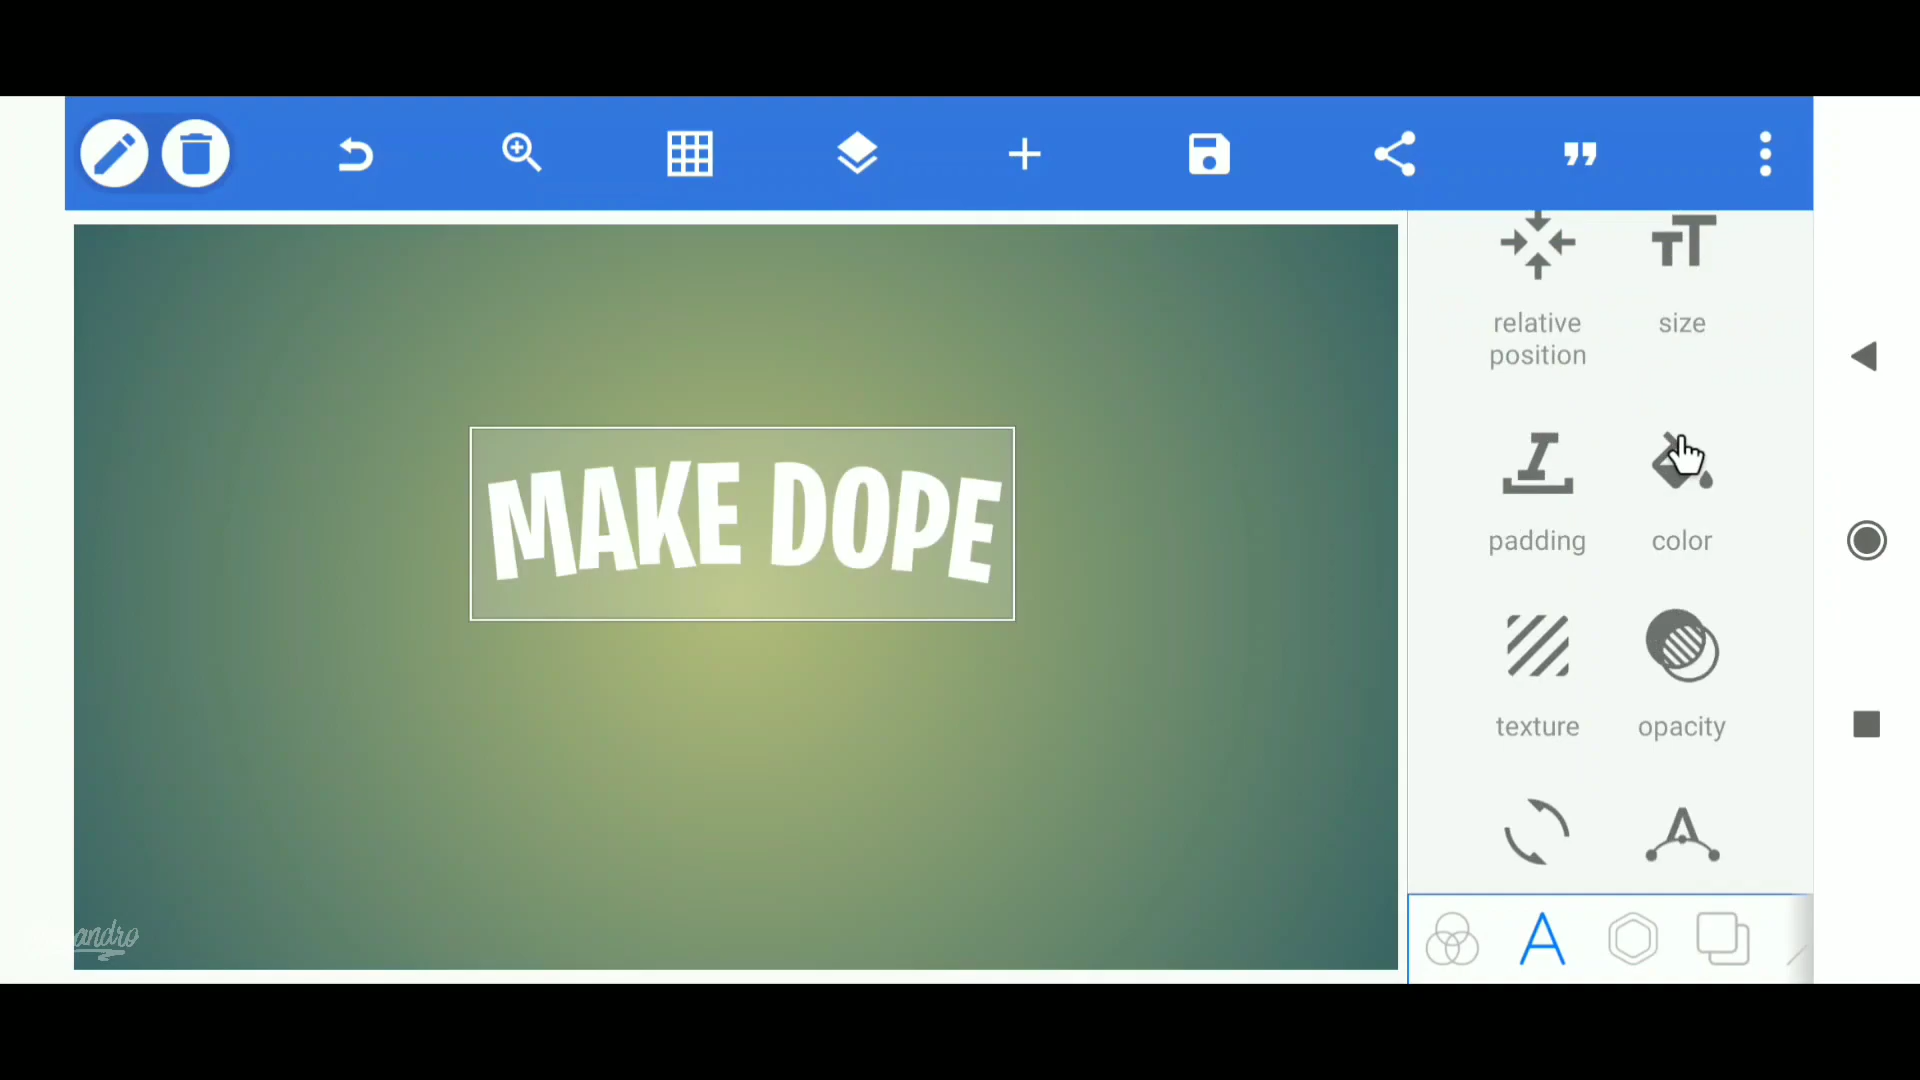 relative
position
size
MAKE DOPE
padding
color
texture
opacity